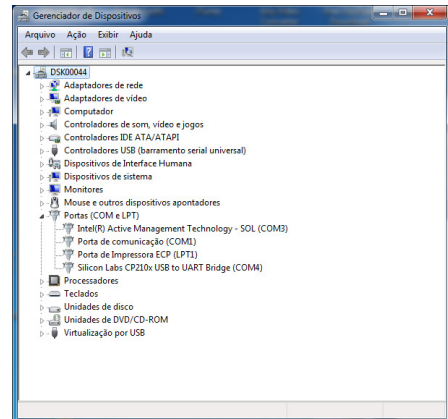 Gerenciador de Dispositivos
Arquivo Ação Exibir Ajuda
DSK00044
Adaptadores de rede
Adaptadores de vídeo
Computador
Controladores de som, vídeo e jogos
Controladores IDE ATA/ATAPI
Controladores USB (barramento serial universal)
Dispositivos de Interface Humana
Dispositivos de sistema
Monitores
Mouse e outros dispositivos apontadores
Portas (COM e LPT)
Intel(R) Active Management Technology - SOL (COM3)
Porta de comunicação (COM1)
Porta de Impressora ECP (LPT1)
Silicon Labs CP210x USB to UART Bridge (COM4)
Processadores
Teclados
Unidades de disco
Unidades de DVD/CD-ROM
Virtualização por USB